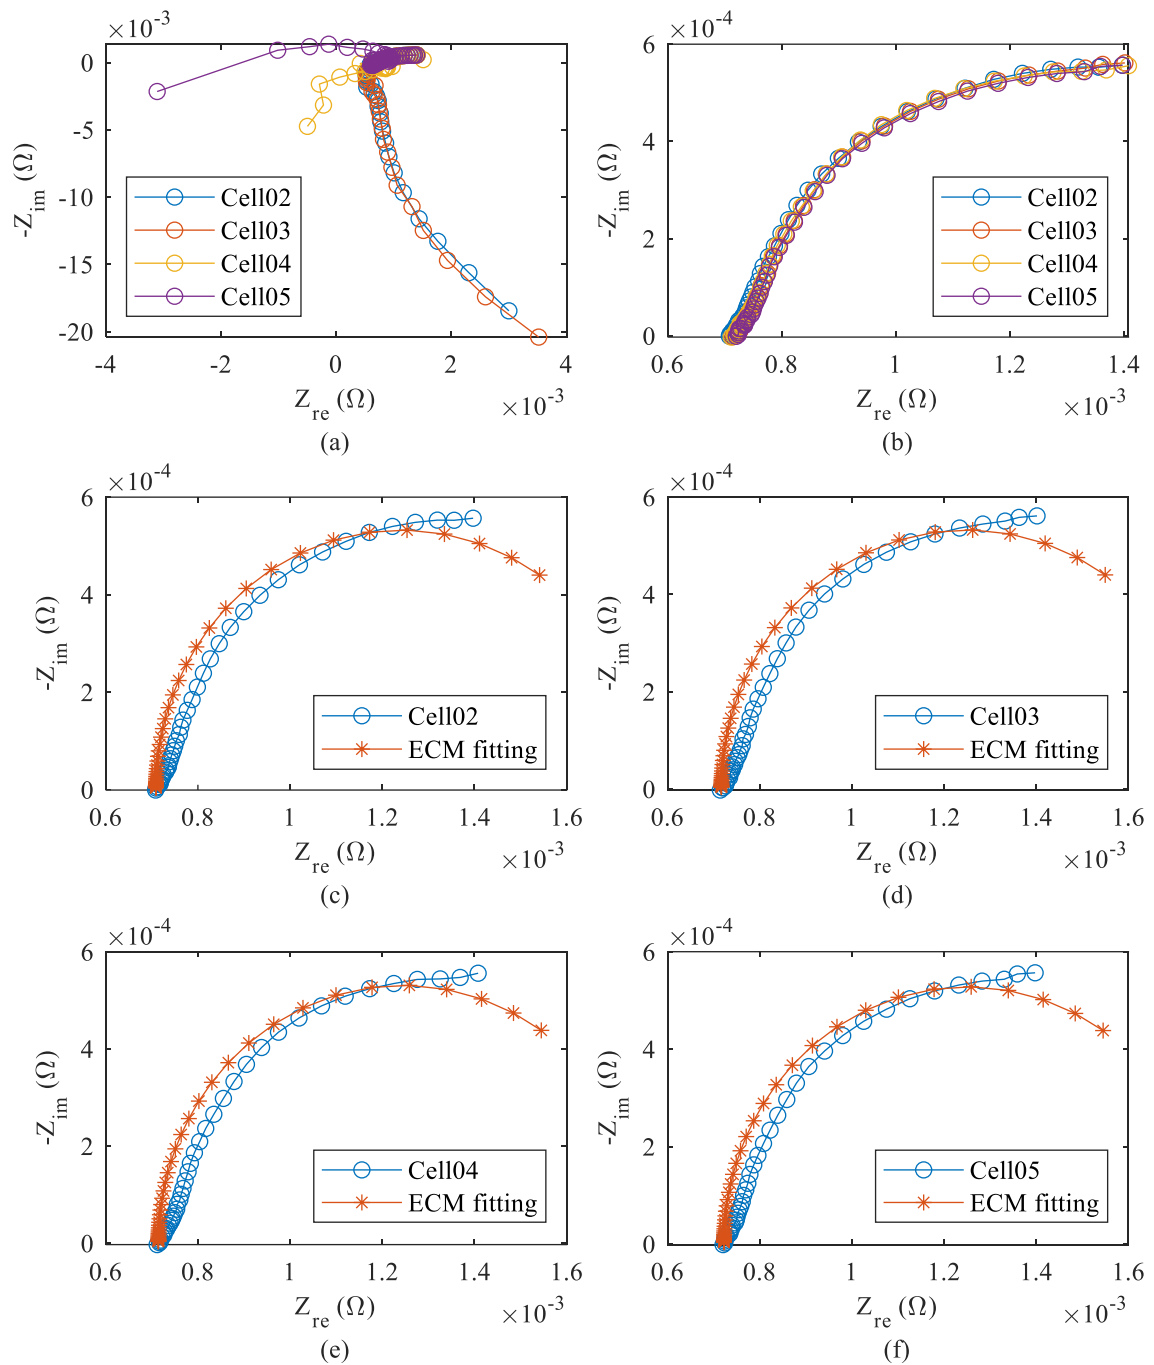 ×10⁻³
0
-5
-10
-15
-20
-Z_im (Ω)
Cell02
Cell03
Cell04
Cell05
-4 -2 0 2 4
Z_re (Ω) ×10⁻³
(a)
×10⁻⁴
6
4
2
0
-Z_im (Ω)
Cell02
Cell03
Cell04
Cell05
0.6 0.8 1 1.2 1.4
Z_re (Ω) ×10⁻³
(b)
×10⁻⁴
6
4
2
0
-Z_im (Ω)
Cell02
ECM fitting
0.6 0.8 1 1.2 1.4 1.6
Z_re (Ω) ×10⁻³
(c)
×10⁻⁴
6
4
2
0
-Z_im (Ω)
Cell03
ECM fitting
0.6 0.8 1 1.2 1.4 1.6
Z_re (Ω) ×10⁻³
(d)
×10⁻⁴
6
4
2
0
-Z_im (Ω)
Cell04
ECM fitting
0.6 0.8 1 1.2 1.4 1.6
Z_re (Ω) ×10⁻³
(e)
×10⁻⁴
6
4
2
0
-Z_im (Ω)
Cell05
ECM fitting
0.6 0.8 1 1.2 1.4 1.6
Z_re (Ω) ×10⁻³
(f)